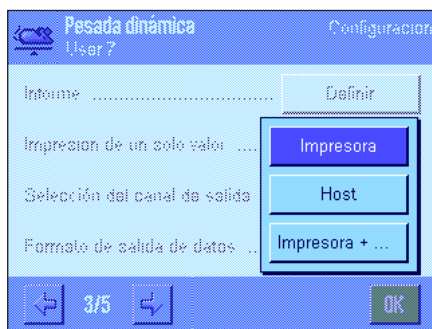 Pesada dinámica
Configuracion
User 7
Informe ................................. Definir
Impresion de un solo valor ....
Impresora
Selección del canal de salida
Host
Formato de salida de datos ..
Impresora + ...
3/5
OK